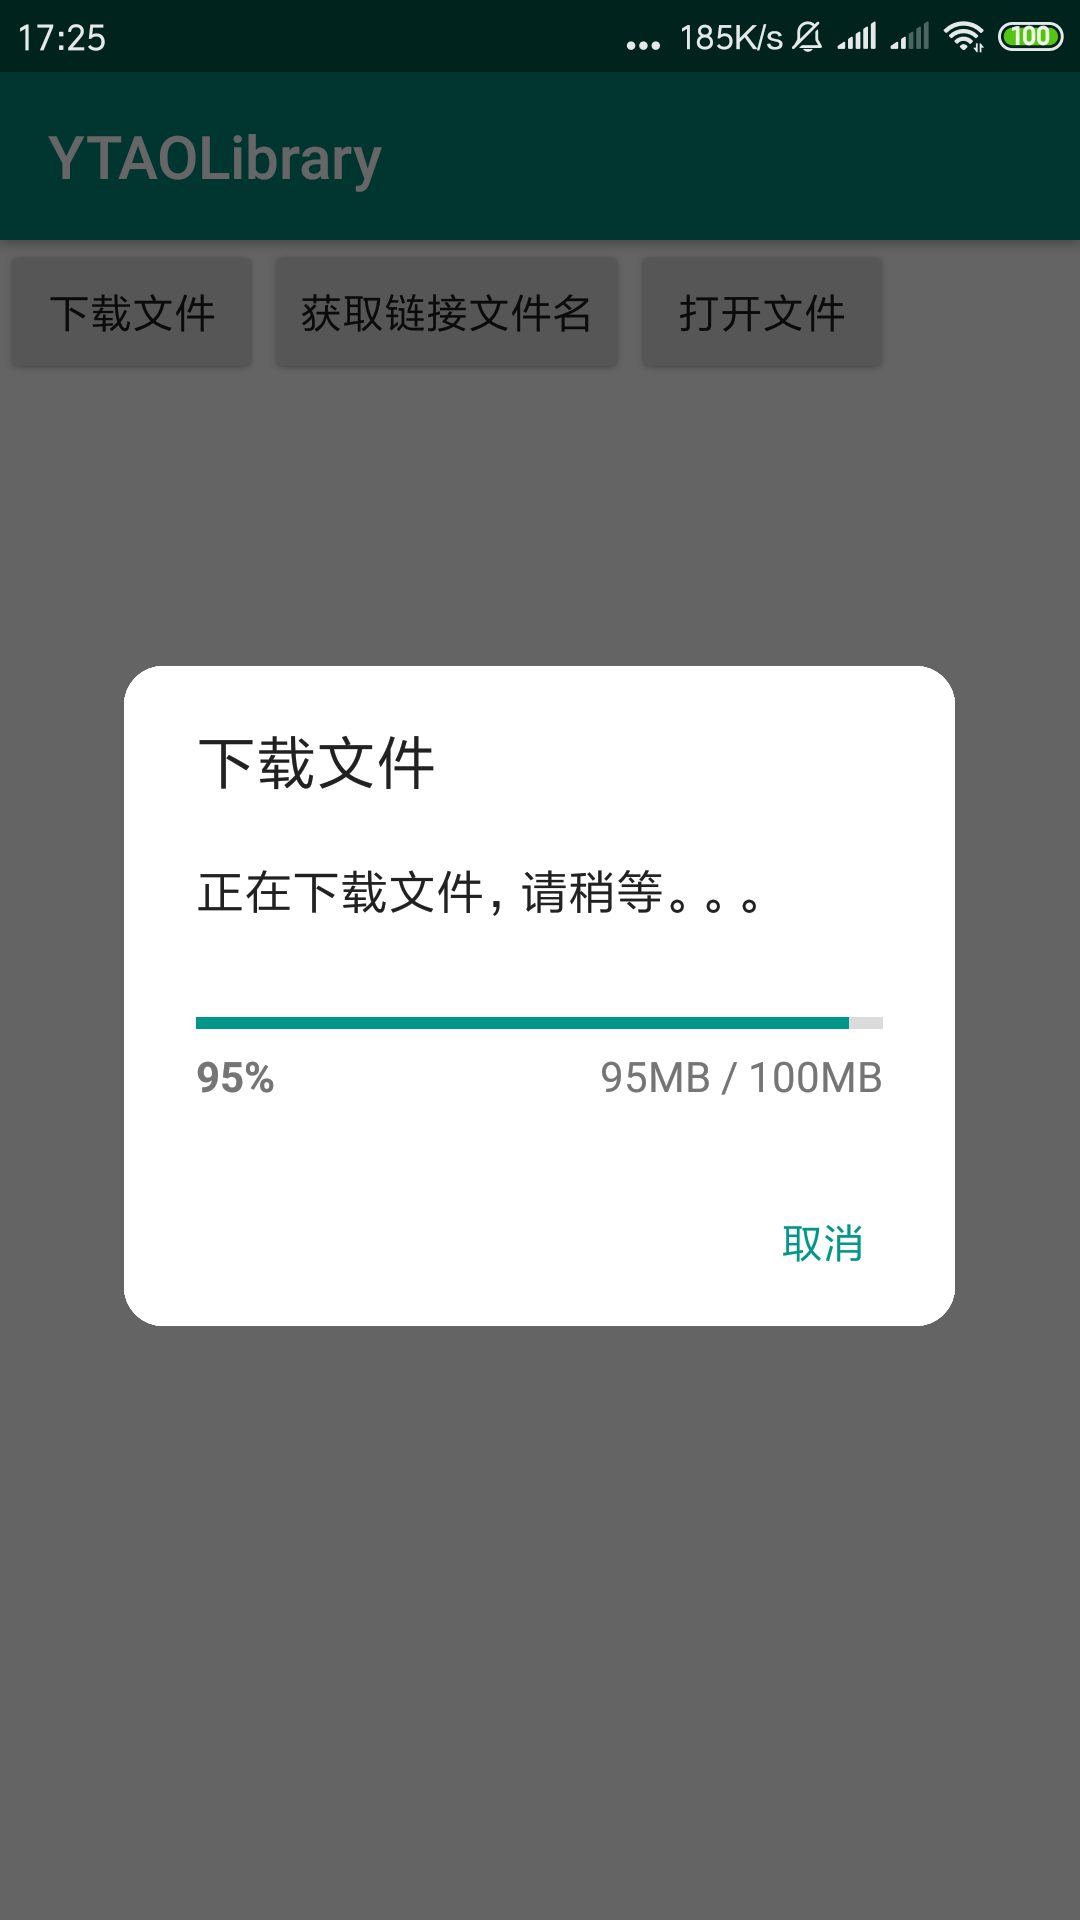 17:25 ... 185K/s 100
YTAOLibrary
下载文件 获取链接文件名 打开文件
下载文件
正在下载文件，请稍等。。。
95% 95MB / 100MB
取消